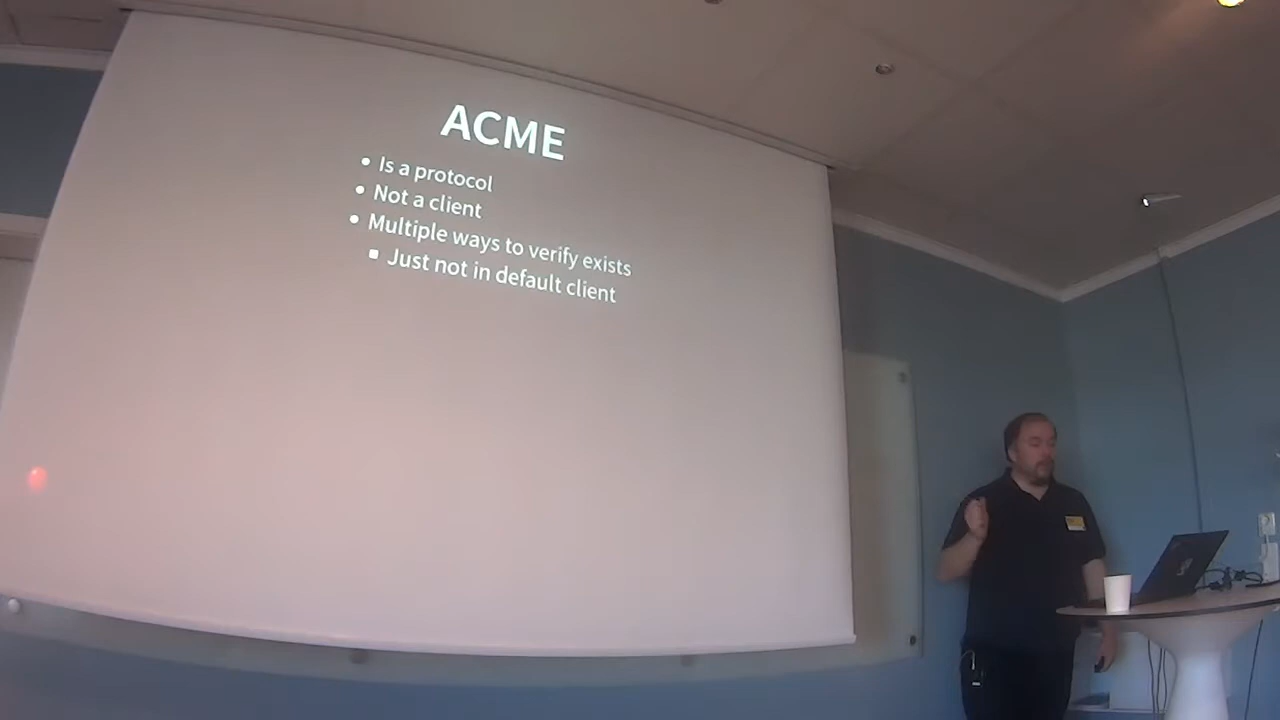 ACME
Is a protocol
Not a client
Multiple ways to verify exists
Just not in default client